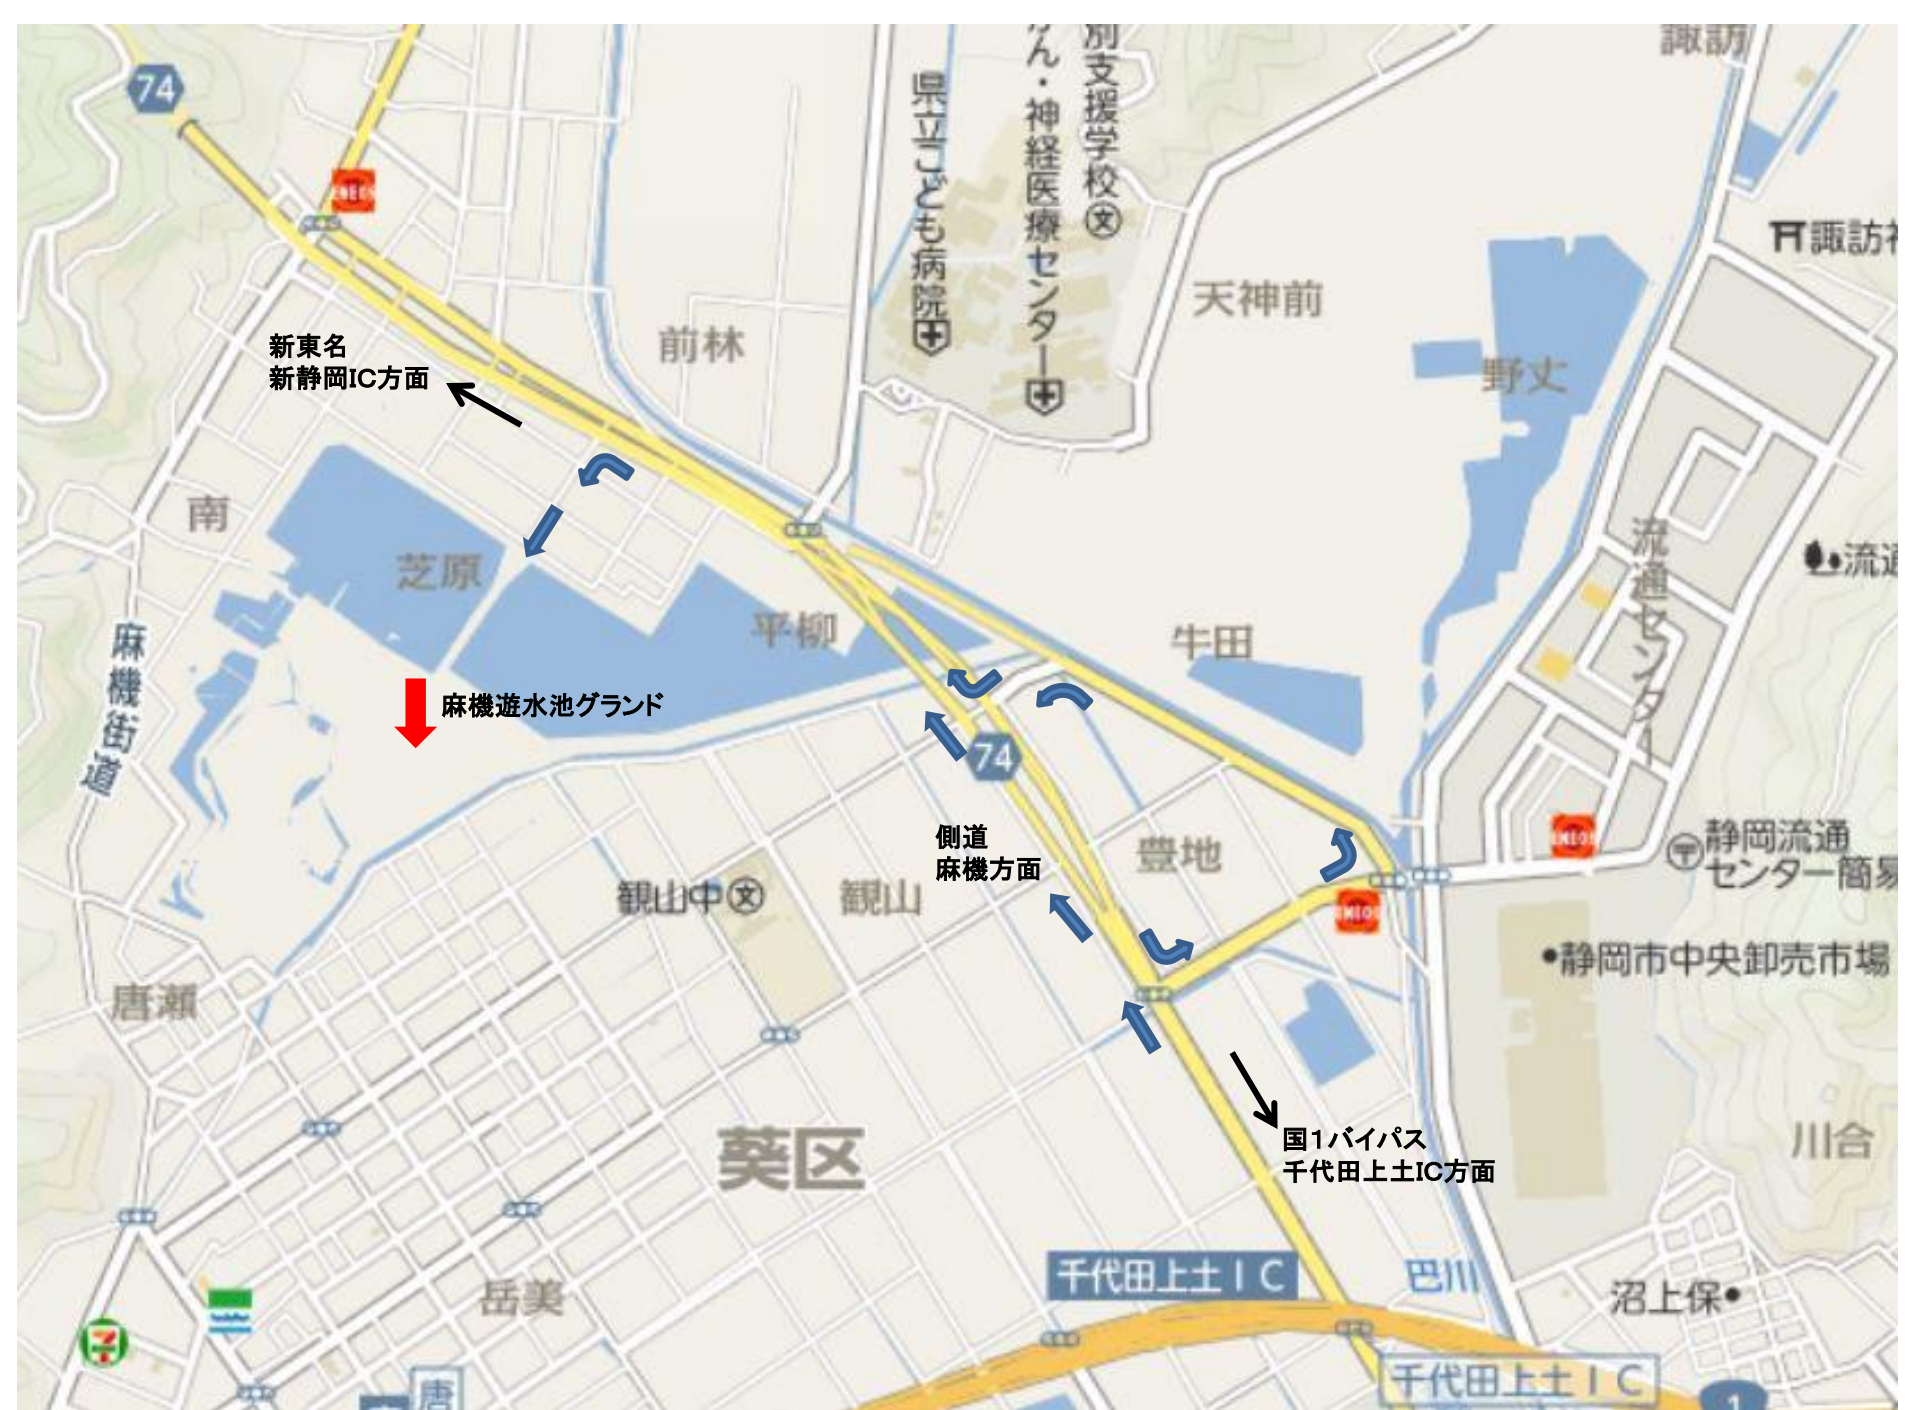 諏訪
74
別支援学校
ん・神経医療センター
県立こども病院
ENEOS
天神前
前林
野丈
新東名
新静岡IC方面
南
芝原
流通センター
平柳
牛田
麻機街道
麻機遊水池グランド
74
側道
麻機方面
豊地
静岡流通
センター簡易
観山中
観山
静岡市中央卸売市場
唐瀬
葵区
国1バイパス
千代田上土IC方面
川合
千代田上土IC
巴川
沼上保
岳美
千代田上土IC
唐
1